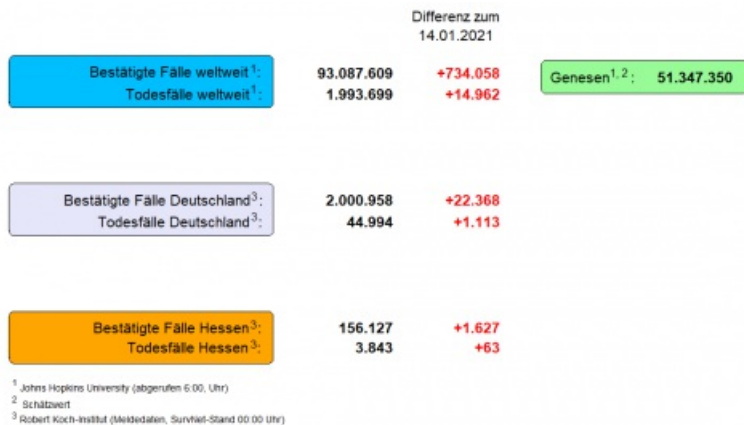 Differenz zum
14.01.2021
Bestätigte Fälle weltweit¹: 93.087.609 +734.058 Genesen¹,²: 51.347.350
Todesfälle weltweit¹: 1.993.699 +14.962
Bestätigte Fälle Deutschland³: 2.000.958 +22.368
Todesfälle Deutschland³: 44.994 +1.113
Bestätigte Fälle Hessen³: 156.127 +1.627
Todesfälle Hessen³: 3.843 +63
¹ Johns Hopkins University (abgerufen 6:00, Uhr)
² Schätzwert
³ Robert Koch-Institut (Meldedaten, SurvNet-Stand 00:00 Uhr)